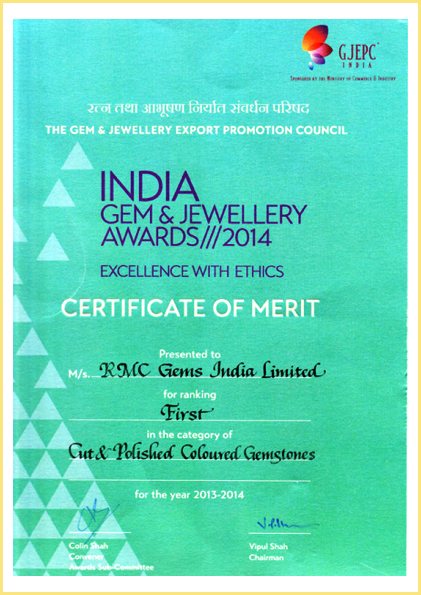 GJEPC
INDIA
SPONSORED BY THE MINISTRY OF COMMERCE & INDUSTRY
रत्न तथा आभूषण निर्यात संवर्धन परिषद
THE GEM & JEWELLERY EXPORT PROMOTION COUNCIL
INDIA
GEM & JEWELLERY
AWARDS///2014
EXCELLENCE WITH ETHICS
CERTIFICATE OF MERIT
Presented to
M/s. RMC Gems India Limited
for ranking
First
in the category of
Cut & Polished Coloured Gemstones
for the year 2013-2014
Colin Shah
Convener
Awards Sub-Committee
Vipul Shah
Chairman